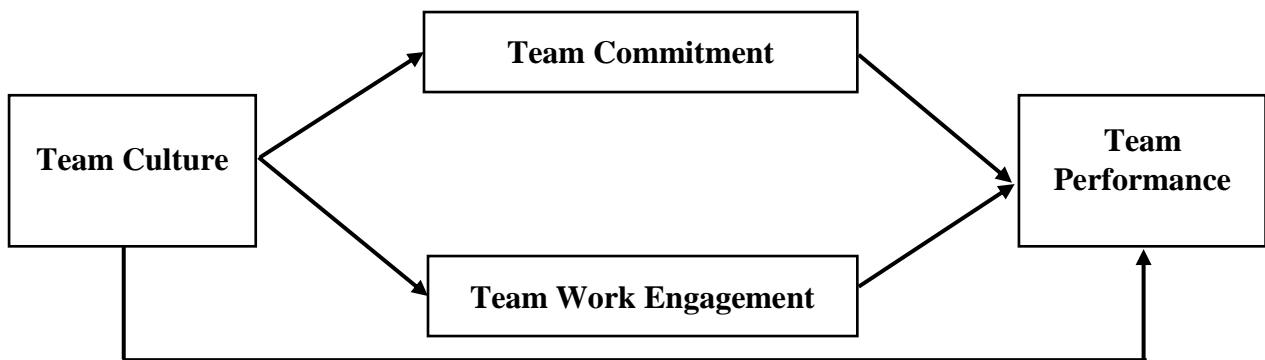 Team Commitment
Team Culture
Team
Performance
Team Work Engagement